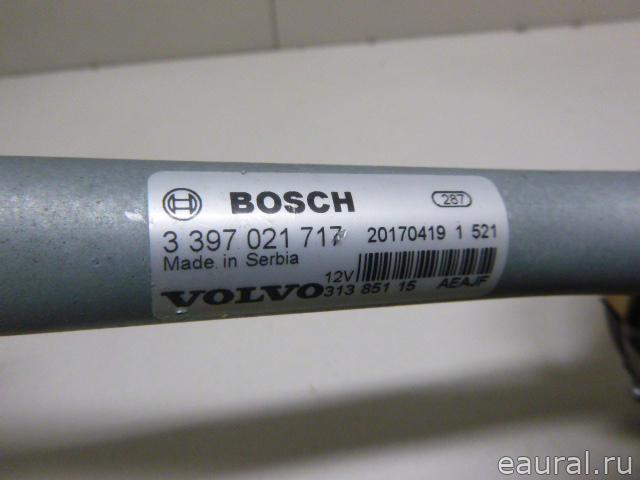 BOSCH 287
3 397 021 717 20170419 1 521
Made in Serbia
12V
VOLVO 313 851 15 AEAJF
eaural.ru